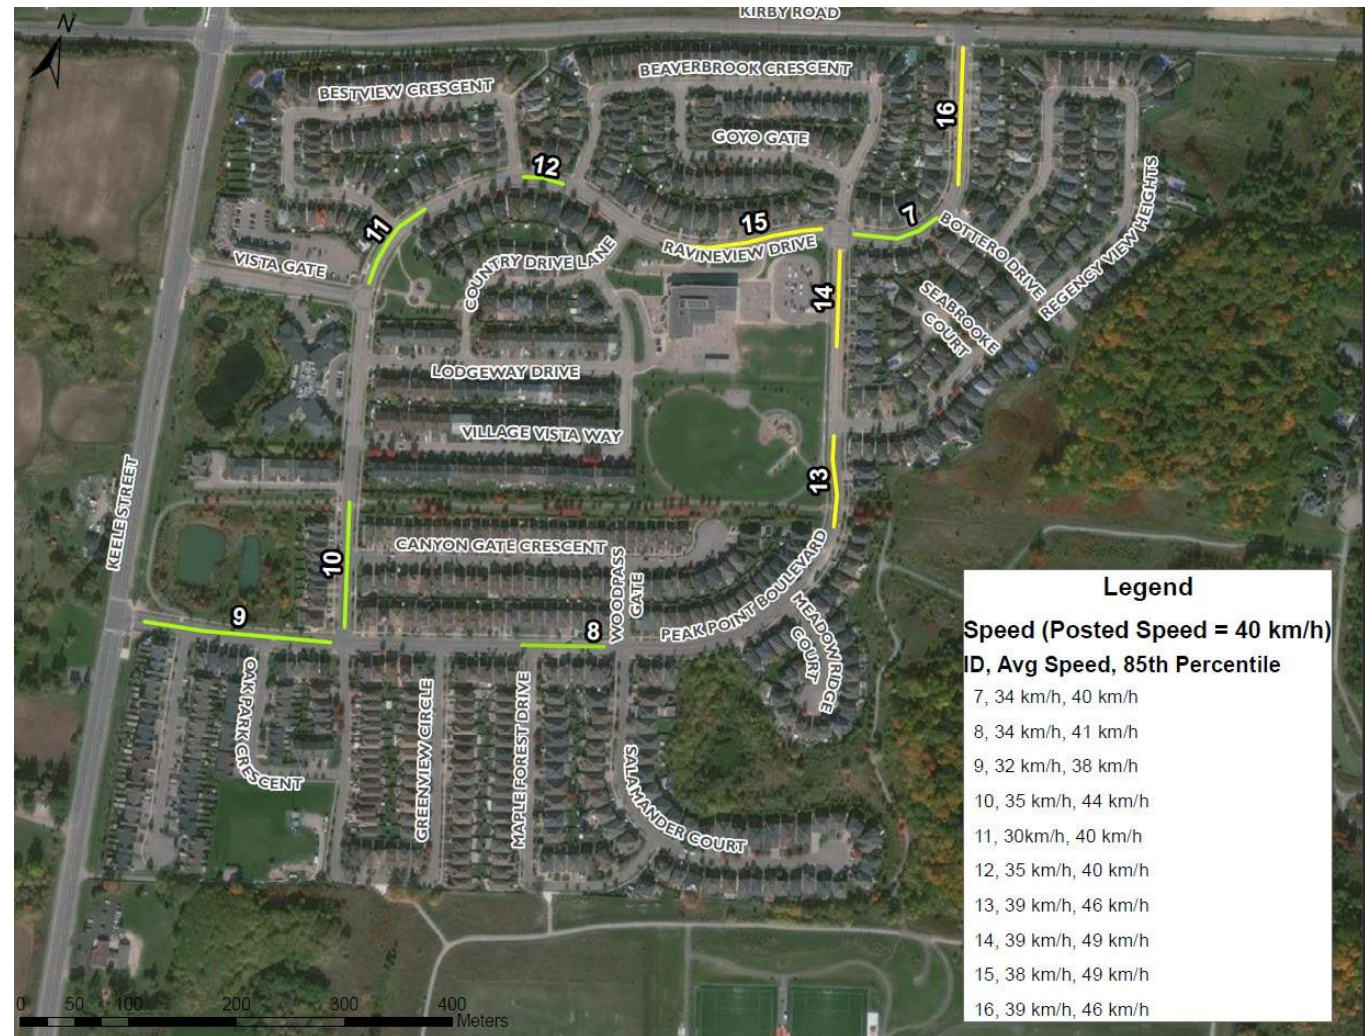 KIRBY ROAD
N
BEAVERBROOK CRESCENT
BESTVIEW CRESCENT
16
GOYO GATE
12
REGENCY VIEW HEIGHTS
7
11
15
BOTTERO DRIVE
RAVINEVIEW DRIVE
COUNTRY DRIVE LANE
VISTA GATE
14
SEABROOKE
COURT
LODGEWAY DRIVE
VILLAGE VISTA WAY
KEELE STREET
13
CANYON GATE CRESCENT
10
WOODPASS
GATE
PEAK POINT BOULEVARD
MEADOW RIDGE
COURT
9
8
OAK PARK CRESCENT
GREENVIEW CIRCLE
MAPLE FOREST DRIVE
SALAMANDER COURT
Legend
Speed (Posted Speed = 40 km/h)
ID, Avg Speed, 85th Percentile
7, 34 km/h, 40 km/h
8, 34 km/h, 41 km/h
9, 32 km/h, 38 km/h
10, 35 km/h, 44 km/h
11, 30km/h, 40 km/h
12, 35 km/h, 40 km/h
13, 39 km/h, 46 km/h
14, 39 km/h, 49 km/h
15, 38 km/h, 49 km/h
16, 39 km/h, 46 km/h
0 50 100 200 300 400
Meters